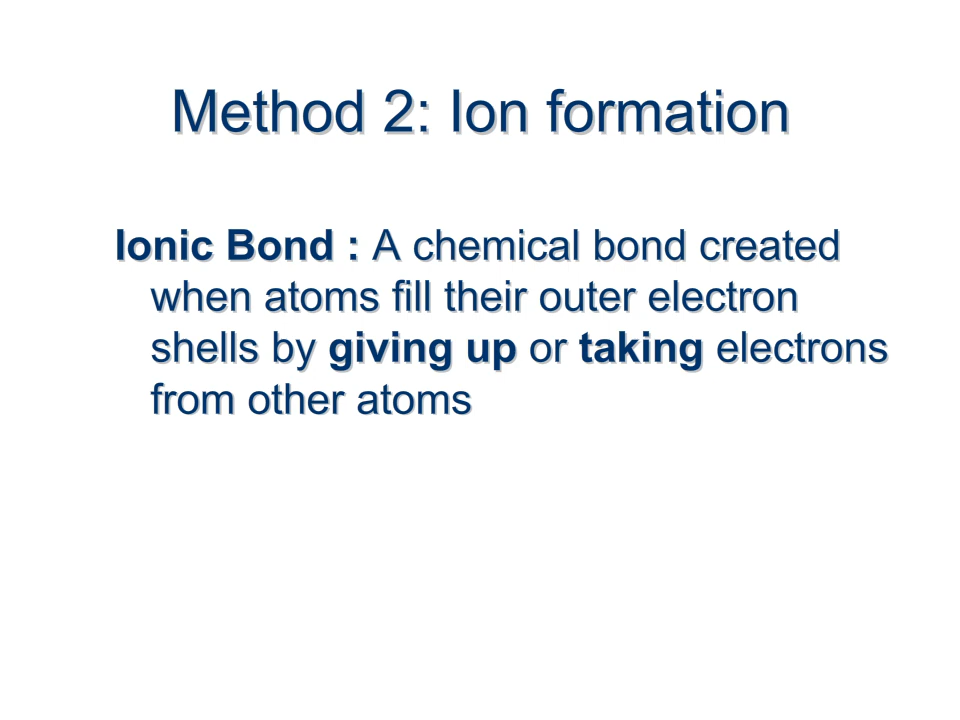 Method 2: Ion formation
Ionic Bond : A chemical bond created
when atoms fill their outer electron
shells by giving up or taking electrons
from other atoms